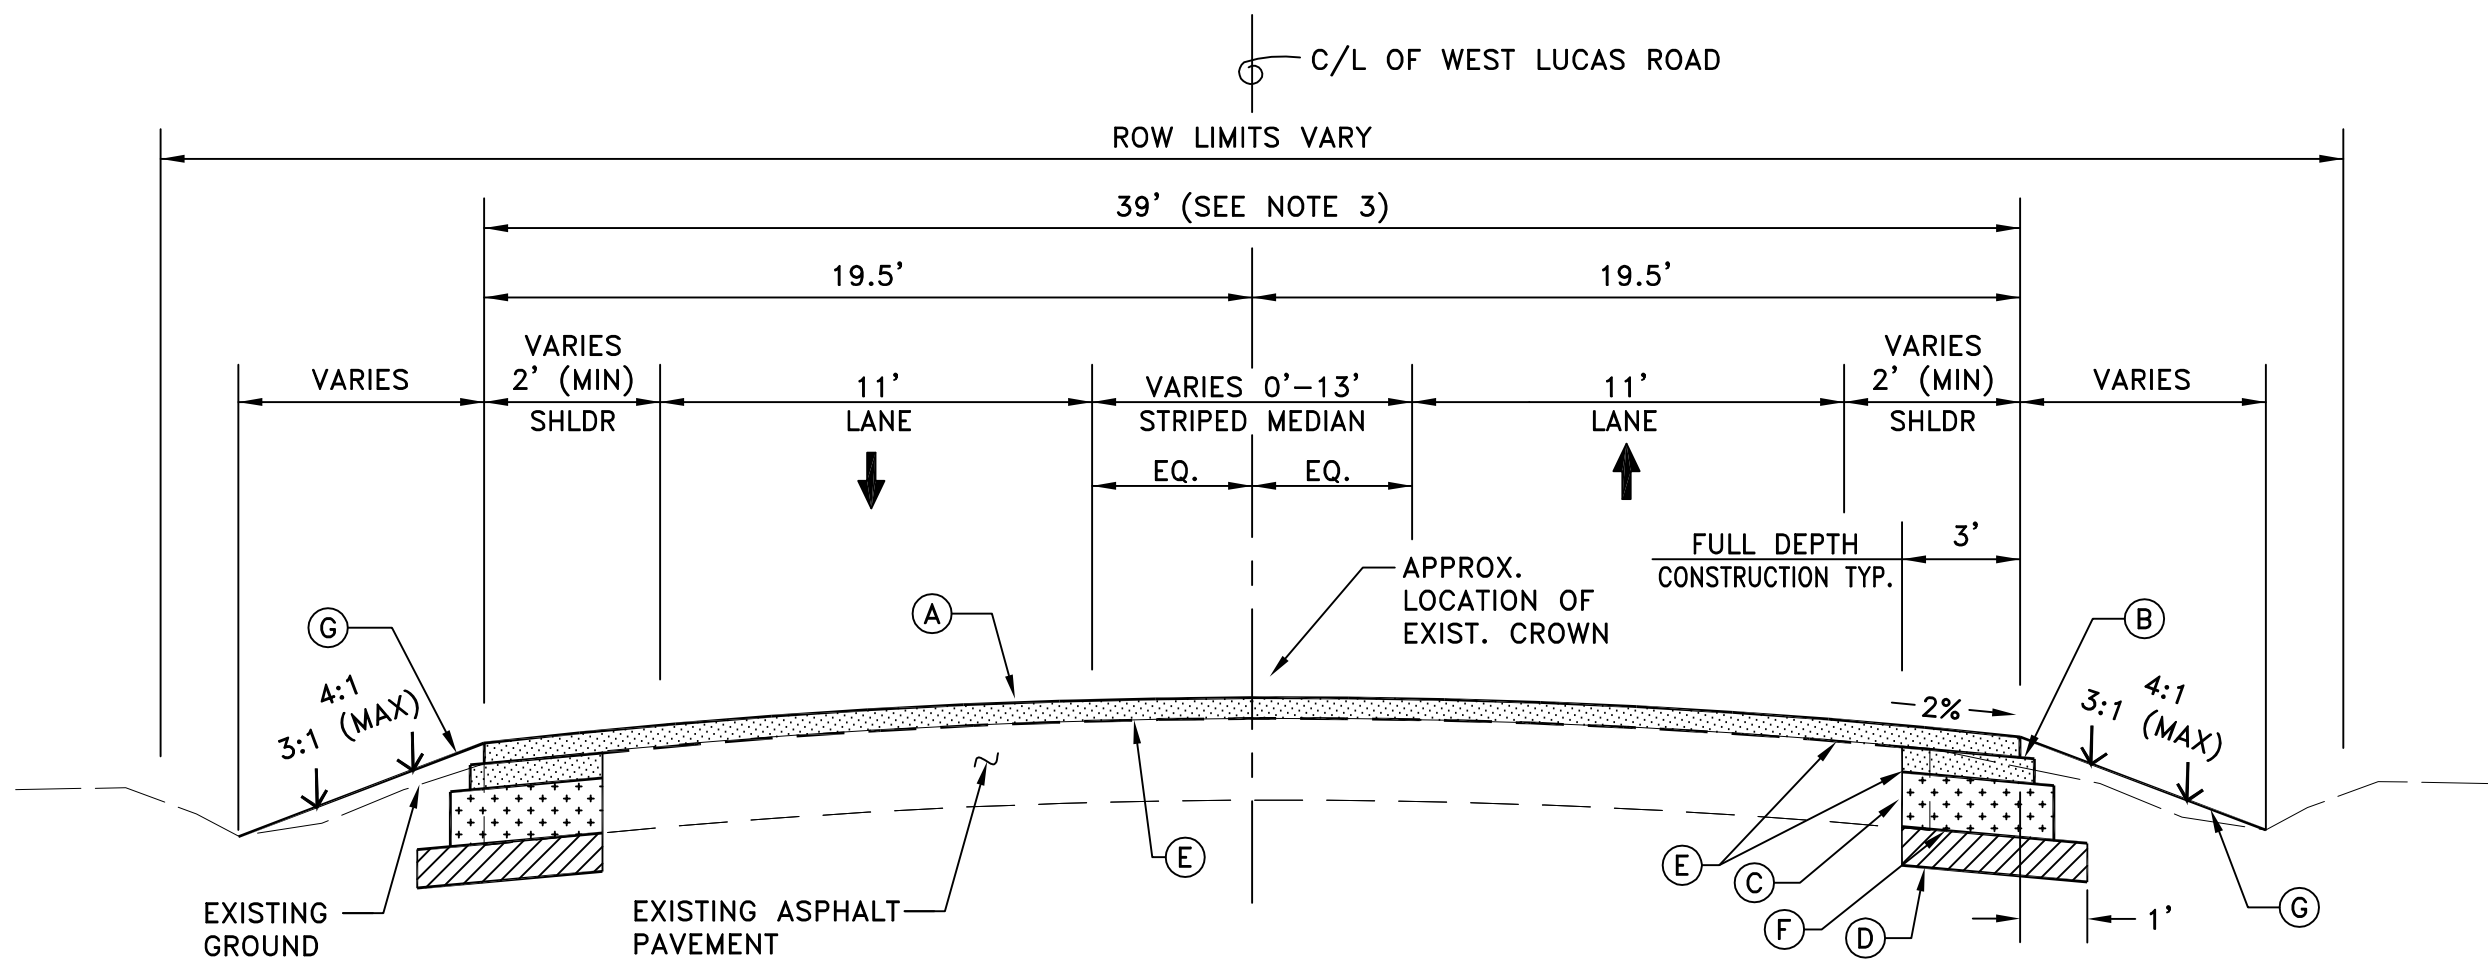 C/L OF WEST LUCAS ROAD
ROW LIMITS VARY
39' (SEE NOTE 3)
19.5'
19.5'
VARIES
VARIES
2' (MIN)
SHLDR
11'
LANE
VARIES 0'-13'
STRIPED MEDIAN
EQ.
EQ.
11'
LANE
VARIES
2' (MIN)
SHLDR
VARIES
FULL DEPTH
CONSTRUCTION TYP.
3'
APPROX.
LOCATION OF
EXIST. CROWN
G
A
B
4:1
(MAX)
3:1
2%
3:1
4:1
(MAX)
E
E
C
F
D
G
1'
EXISTING
GROUND
EXISTING ASPHALT
PAVEMENT